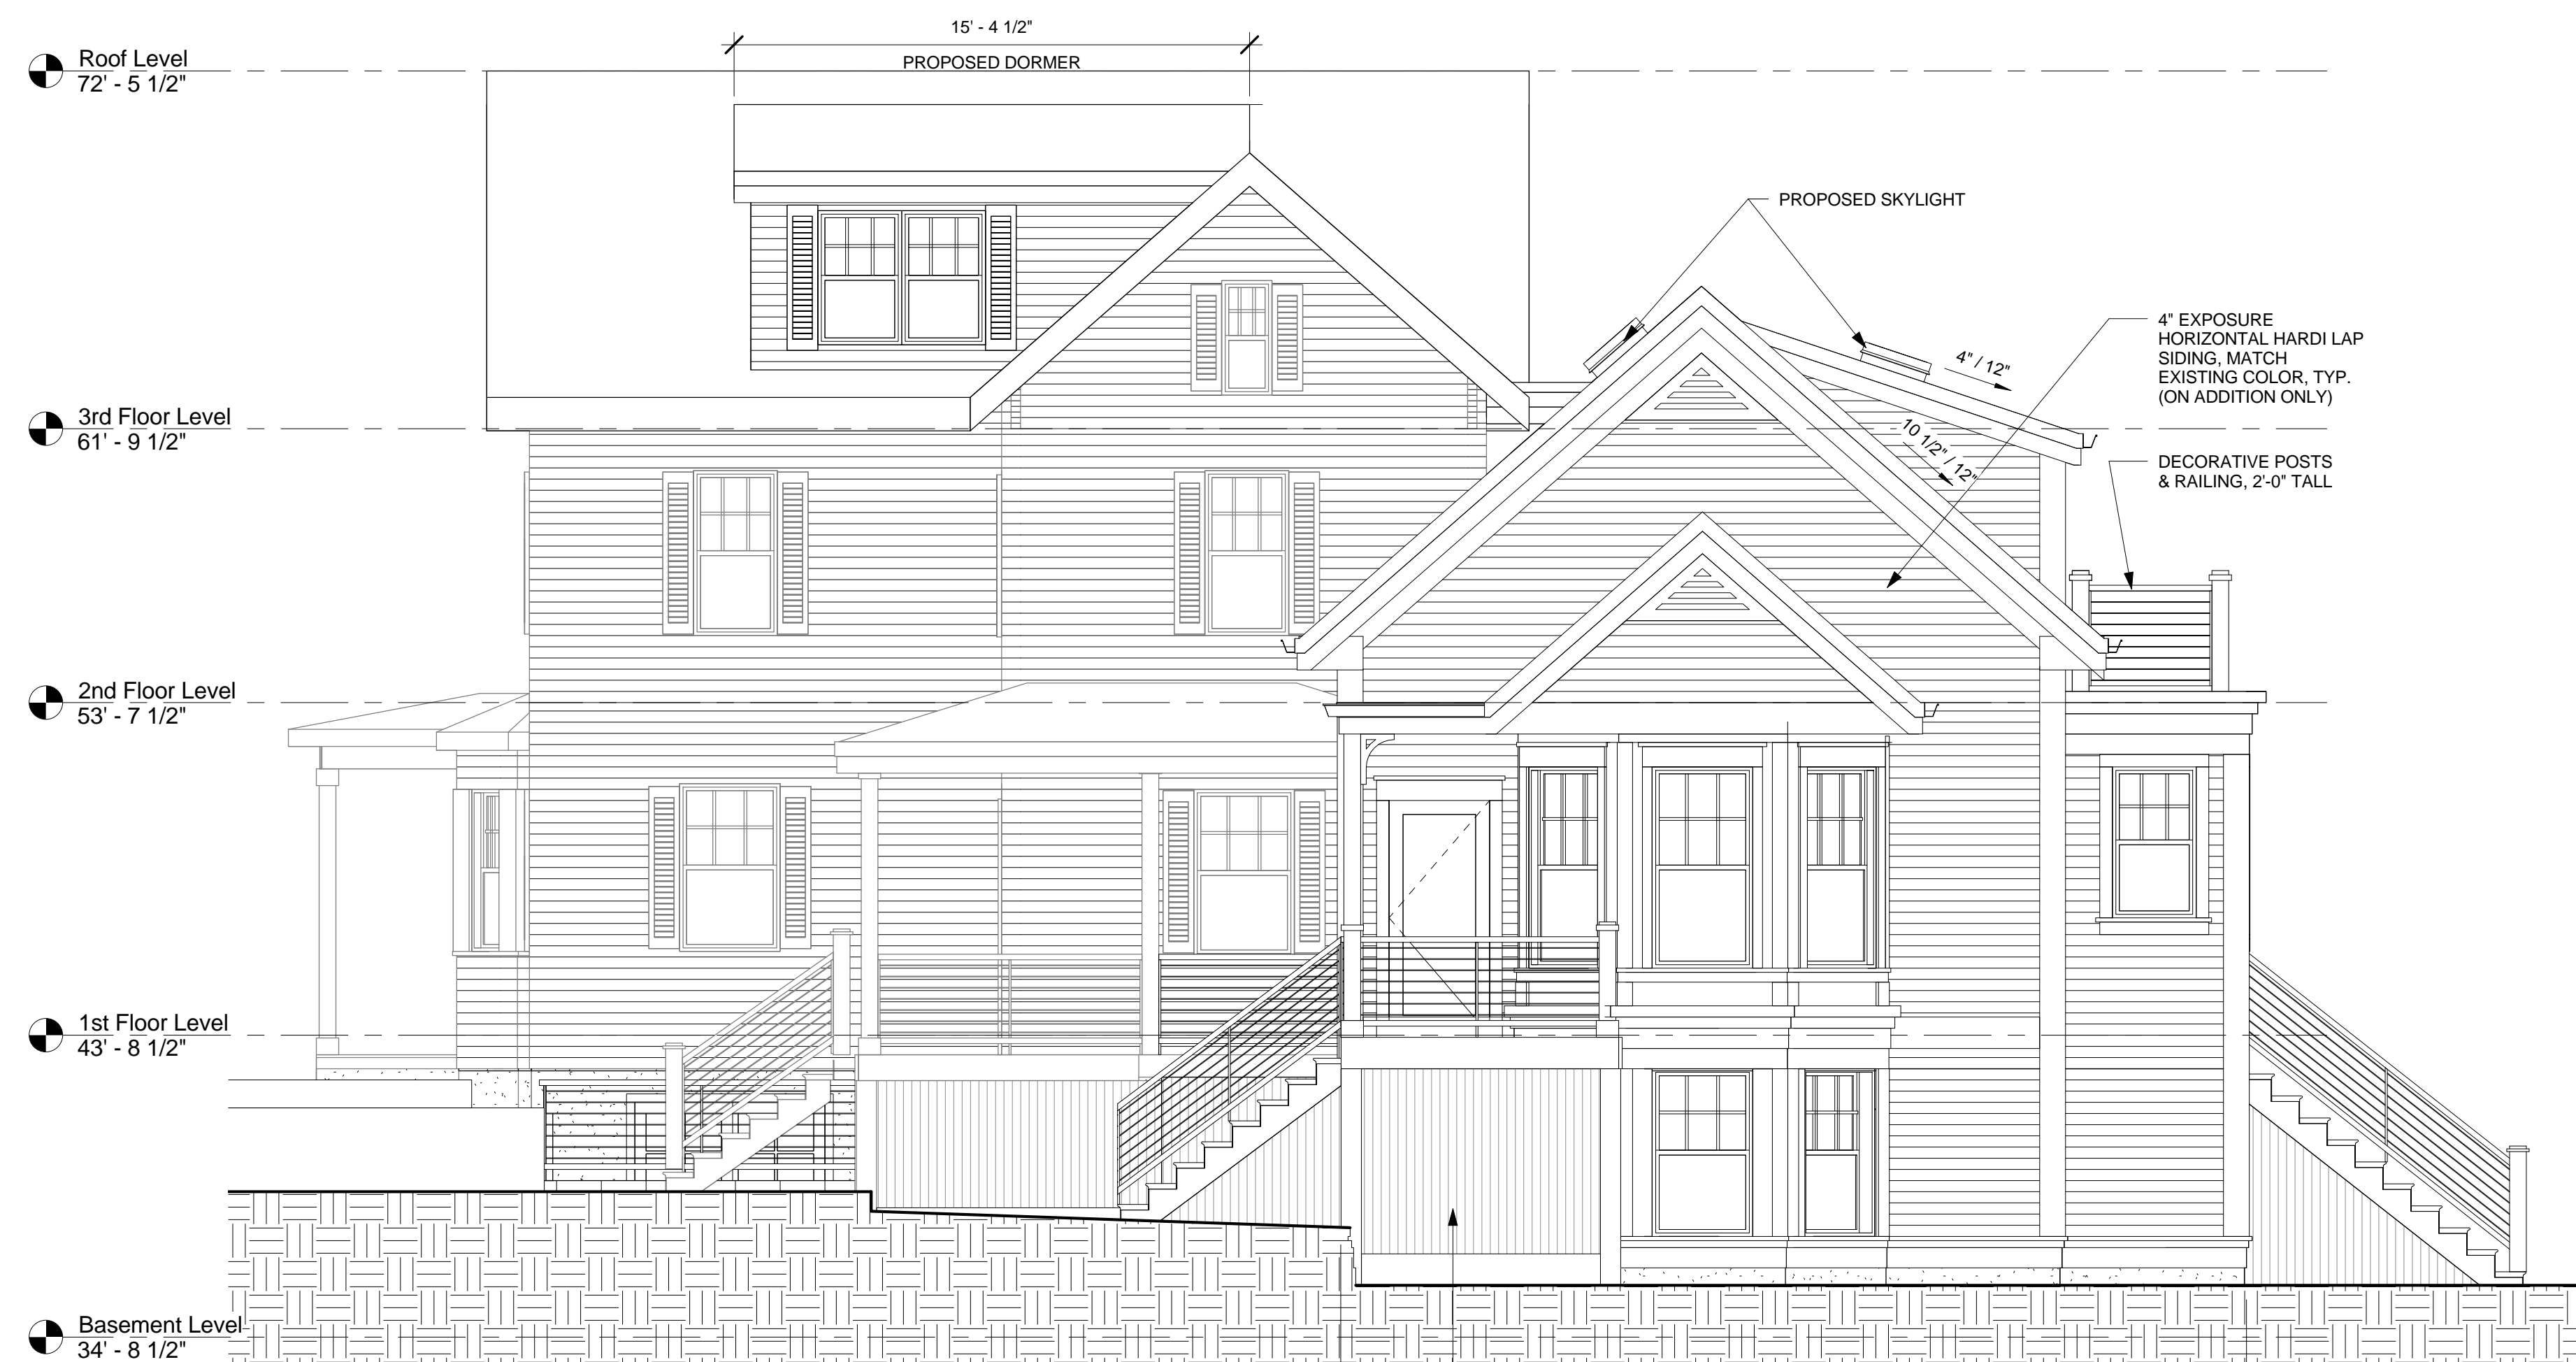 15' - 4 1/2"
PROPOSED DORMER
Roof Level
72' - 5 1/2"
PROPOSED SKYLIGHT
4" / 12"
4" EXPOSURE
HORIZONTAL HARDI LAP
SIDING, MATCH
EXISTING COLOR, TYP.
(ON ADDITION ONLY)
3rd Floor Level
61' - 9 1/2"
10 1/2" / 12"
DECORATIVE POSTS
& RAILING, 2'-0" TALL
2nd Floor Level
53' - 7 1/2"
1st Floor Level
43' - 8 1/2"
Basement Level
34' - 8 1/2"